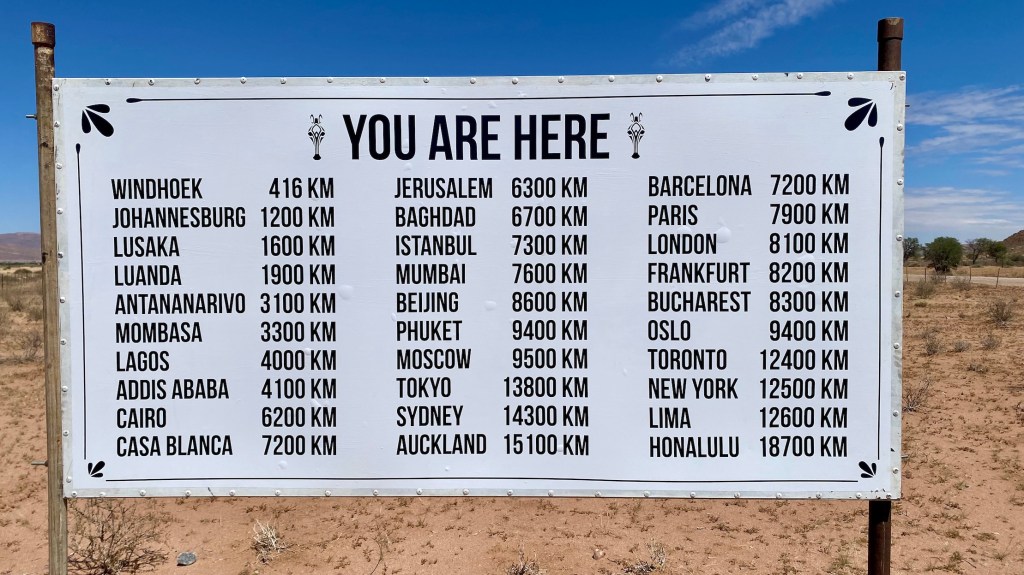 YOU ARE HERE
WINDHOEK 416 KM
JOHANNESBURG 1200 KM
LUSAKA 1600 KM
LUANDA 1900 KM
ANTANANARIVO 3100 KM
MOMBASA 3300 KM
LAGOS 4000 KM
ADDIS ABABA 4100 KM
CAIRO 6200 KM
CASA BLANCA 7200 KM
JERUSALEM 6300 KM
BAGHDAD 6700 KM
ISTANBUL 7300 KM
MUMBAI 7600 KM
BEIJING 8600 KM
PHUKET 9400 KM
MOSCOW 9500 KM
TOKYO 13800 KM
SYDNEY 14300 KM
AUCKLAND 15100 KM
BARCELONA 7200 KM
PARIS 7900 KM
LONDON 8100 KM
FRANKFURT 8200 KM
BUCHAREST 8300 KM
OSLO 9400 KM
TORONTO 12400 KM
NEW YORK 12500 KM
LIMA 12600 KM
HONALULU 18700 KM